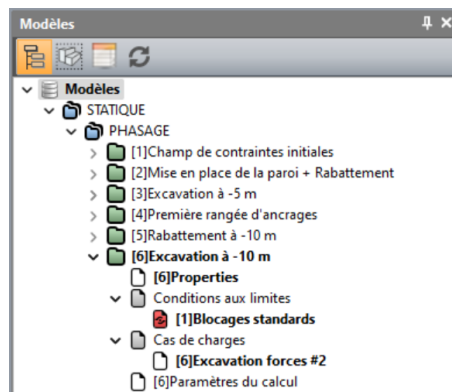 Modèles
Modèles
STATIQUE
PHASAGE
[1]Champ de contraintes initiales
[2]Mise en place de la paroi + Rabattement
[3]Excavation à -5 m
[4]Première rangée d'ancrages
[5]Rabattement à -10 m
[6]Excavation à -10 m
[6]Properties
Conditions aux limites
[1]Blocages standards
Cas de charges
[6]Excavation forces #2
[6]Paramètres du calcul